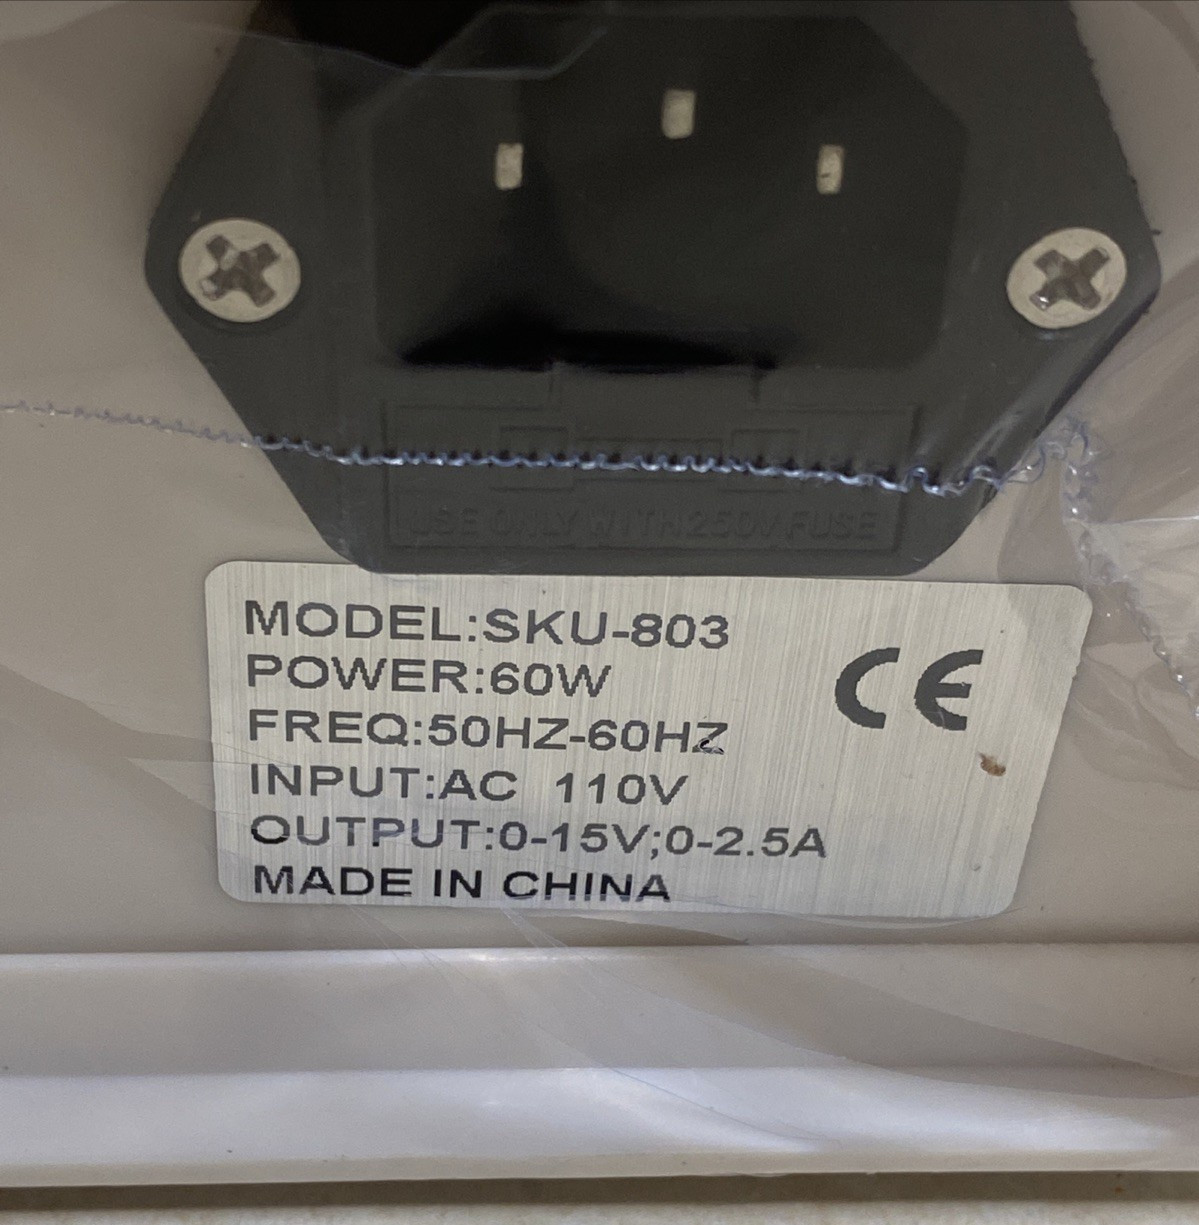 USE ONLY WITH 250V FUSE
MODEL:SKU-803
POWER:60W
FREQ:50HZ-60HZ
INPUT:AC 110V
OUTPUT:0-15V;0-2.5A
MADE IN CHINA
CE